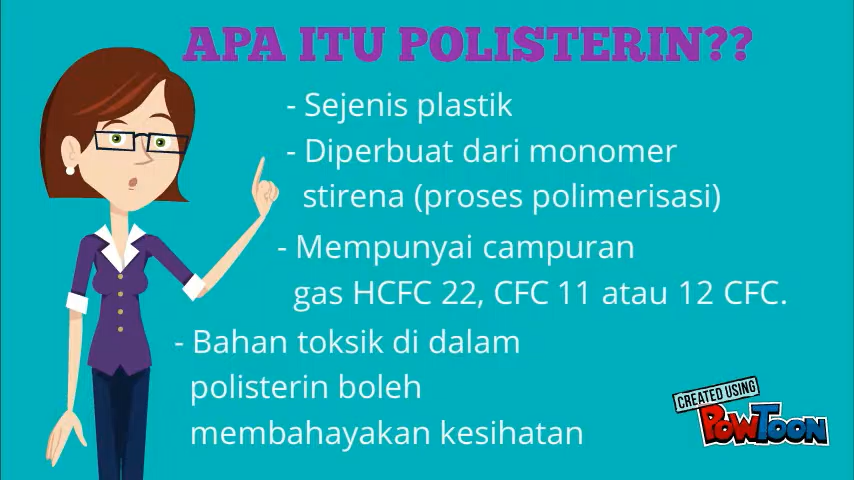 APA ITU POLISTERIN??
- Sejenis plastik
- Diperbuat dari monomer
stirena (proses polimerisasi)
- Mempunyai campuran
gas HCFC 22, CFC 11 atau 12 CFC.
- Bahan toksik di dalam
polisterin boleh
membahayakan kesihatan
CREATED USING
POWTOON